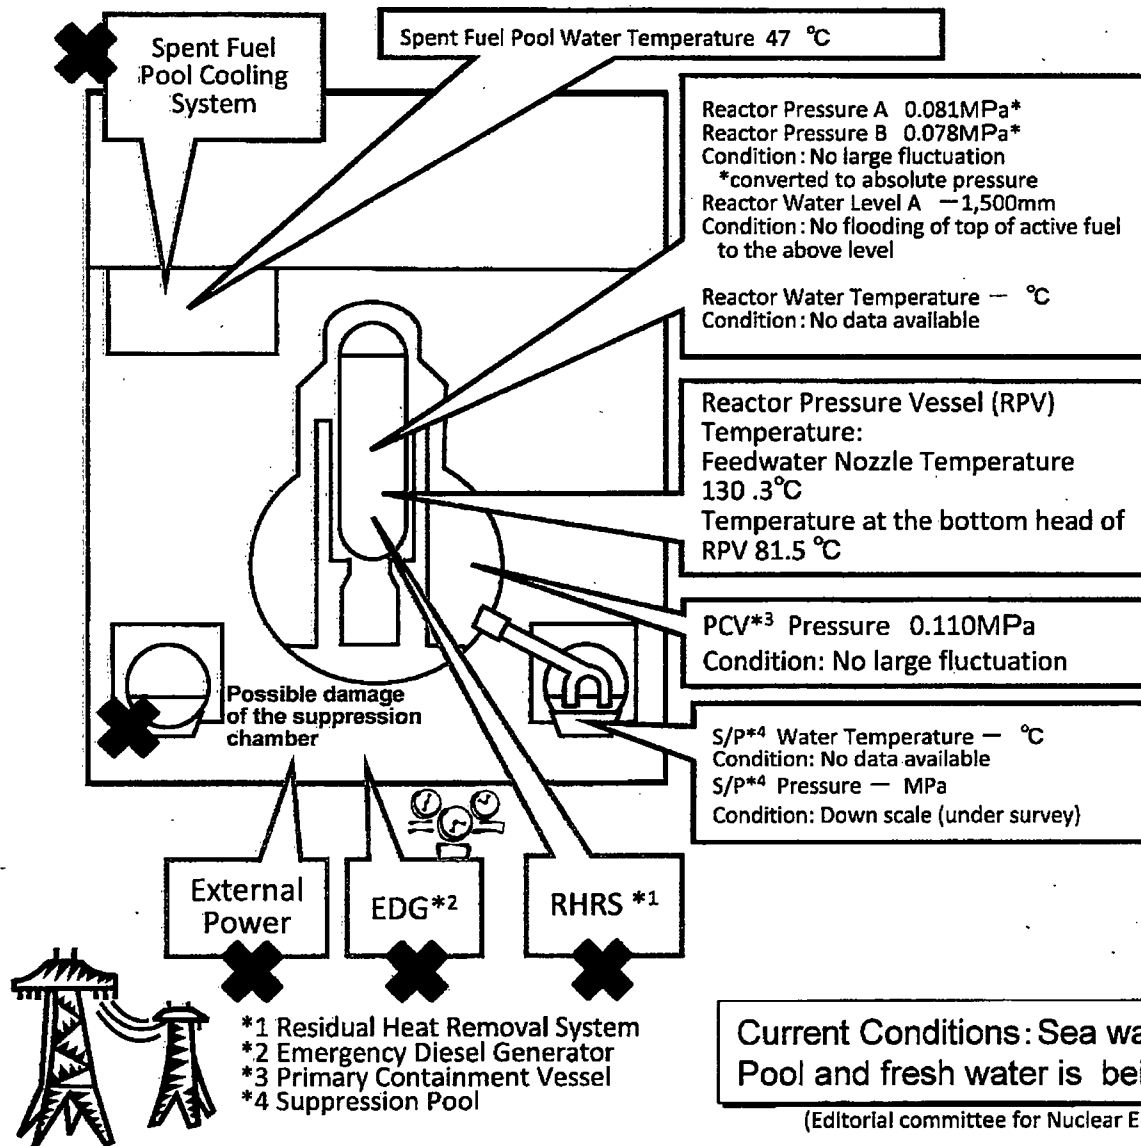 Spent Fuel
Pool Cooling
System
Spent Fuel Pool Water Temperature 47 ℃
Reactor Pressure A 0.081MPa*
Reactor Pressure B 0.078MPa*
Condition: No large fluctuation
*converted to absolute pressure
Reactor Water Level A －1,500mm
Condition: No flooding of top of active fuel
to the above level
Reactor Water Temperature － ℃
Condition: No data available
Reactor Pressure Vessel (RPV)
Temperature:
Feedwater Nozzle Temperature
130 .3℃
Temperature at the bottom head of
RPV 81.5 ℃
PCV*3 Pressure 0.110MPa
Condition: No large fluctuation
Possible damage
of the suppression
chamber
S/P*4 Water Temperature － ℃
Condition: No data available
S/P*4 Pressure － MPa
Condition: Down scale (under survey)
External
Power
EDG*2
RHRS *1
*1 Residual Heat Removal System
*2 Emergency Diesel Generator
*3 Primary Containment Vessel
*4 Suppression Pool
Current Conditions: Sea wa
Pool and fresh water is bei
(Editorial committee for Nuclear E